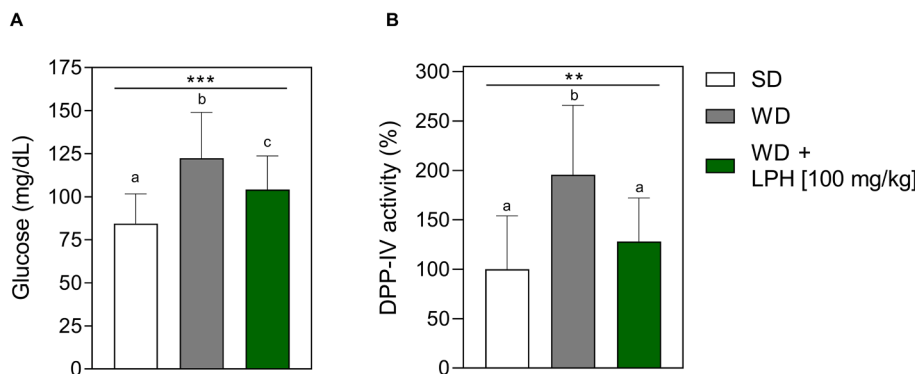 A
B
Glucose (mg/dL)
175
150
125
100
75
50
25
0
***
a
b
c
DPP-IV activity (%)
300
250
200
150
100
50
0
**
a
b
a
SD
WD
WD +
LPH [100 mg/kg]